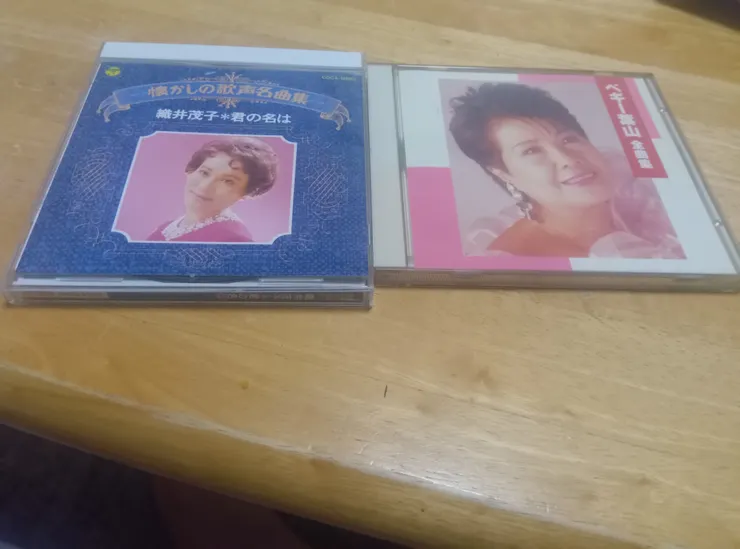 懐かしの歌声名曲集
織井茂子＊君の名は
ペギー葉山 全曲集